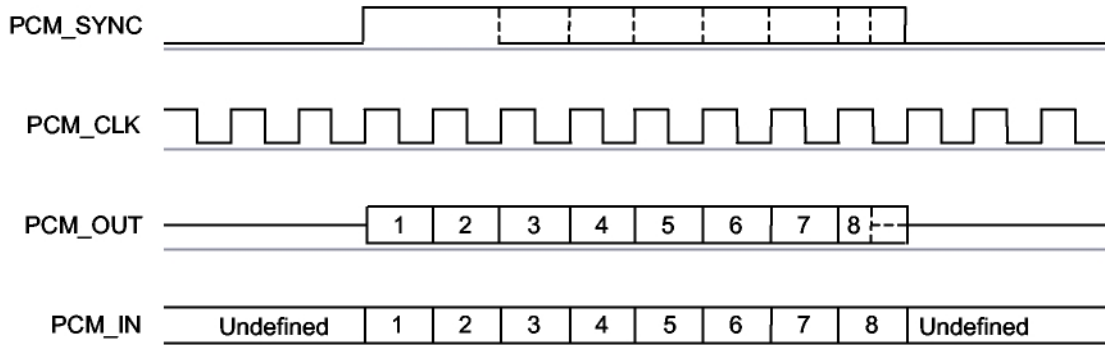 PCM_SYNC
PCM_CLK
PCM_OUT 1 2 3 4 5 6 7 8
PCM_IN Undefined 1 2 3 4 5 6 7 8 Undefined